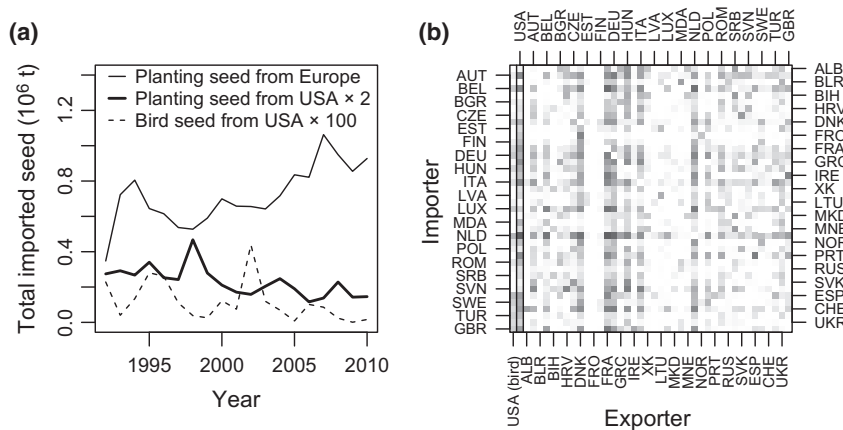 (a)
Planting seed from Europe
Planting seed from USA × 2
Bird seed from USA × 100
Total imported seed (10⁶ t)
0.0
0.4
0.8
1.2
1995
2000
2005
2010
Year
(b)
USA
AUT
BEL
BGR
CZE
EST
FIN
DEU
HUN
ITA
LVA
LUX
MDA
NLD
POL
ROM
SRB
SVN
SWE
TUR
GBR
Importer
AUT
BEL
BGR
CZE
EST
FIN
DEU
HUN
ITA
LVA
LUX
MDA
NLD
POL
ROM
SRB
SVN
SWE
TUR
GBR
ALB
BLR
BIH
HRV
DNK
FRO
FRA
GRC
IRE
XK
LTU
MKD
MNE
NOR
PRT
RUS
SVK
ESP
CHE
UKR
USA (bird)
ALB
BLR
BIH
HRV
DNK
FRO
FRA
GRC
IRE
XK
LTU
MKD
MNE
NOR
PRT
RUS
SVK
ESP
CHE
UKR
Exporter